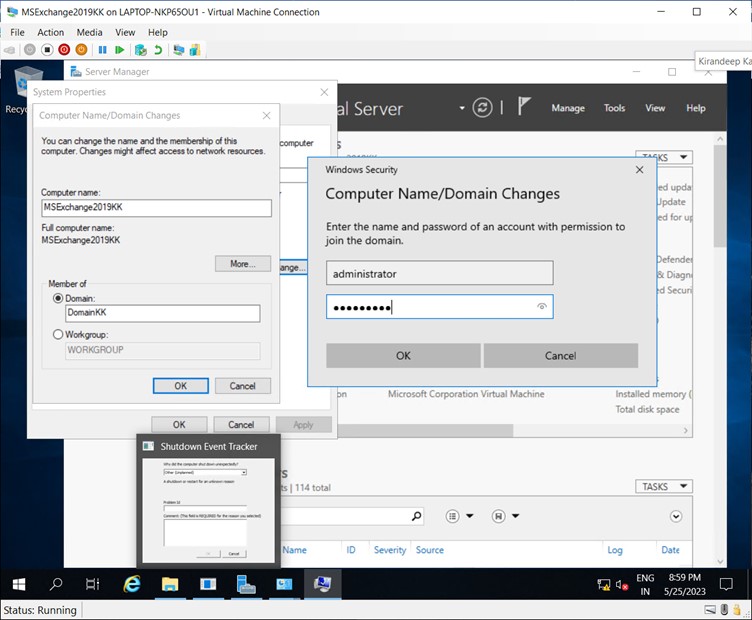 MSExchange2019KK on LAPTOP-NKP65OU1 - Virtual Machine Connection
File Action Media View Help
Kirandeep Ka
Server Manager
Recyc
System Properties
al Server
Manage Tools View Help
Computer Name/Domain Changes
You can change the name and the membership of this
computer. Changes might affect access to network resources.
computer
Computer name:
MSExchange2019KK
Full computer name:
MSExchange2019KK
More...
ange...
Member of
Domain:
DomainKK
Workgroup:
WORKGROUP
OK Cancel
OK Cancel Apply
TASKS
Windows Security
Computer Name/Domain Changes
Enter the name and password of an account with permission to
join the domain.
administrator
●●●●●●●●●
OK Cancel
ed upda
Update
ed for up
Defender
& Diagn
ed Securi
on
Microsoft Corporation Virtual Machine
Installed memory (
Total disk space
Shutdown Event Tracker
Why did the computer shut down unexpectedly?
Other (Unplanned)
A shutdown or restart for an unknown reason
Problem ID
Comment: (This field is REQUIRED for the reason you selected)
Cancel
ts | 114 total
TASKS
Name ID Severity Source Log Date
ENG
IN
8:59 PM
5/25/2023
Status: Running